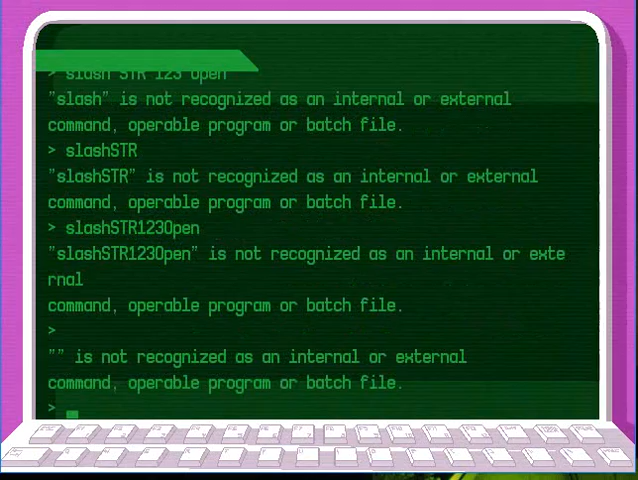 > slash STR 123 open
"slash" is not recognized as an internal or external
command, operable program or batch file.
> slashSTR
"slashSTR" is not recognized as an internal or external
command, operable program or batch file.
> slashSTR123Open
"slashSTR123Open" is not recognized as an internal or exte
rnal
command, operable program or batch file.
>
"" is not recognized as an internal or external
command, operable program or batch file.
> _